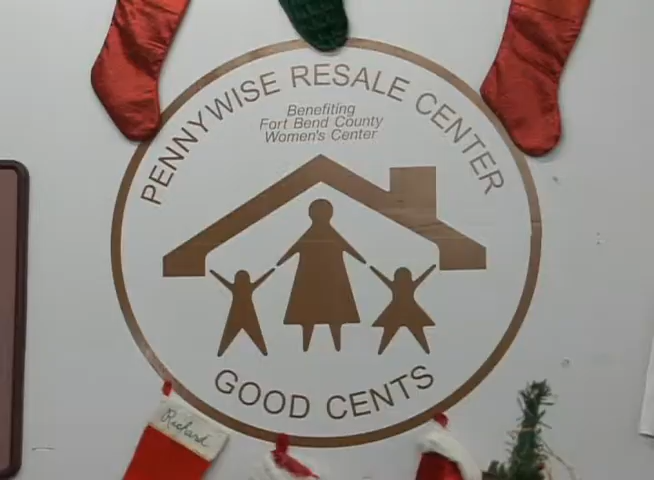 PENNYWISE RESALE CENTER
Benefiting
Fort Bend County
Women's Center
GOOD CENTS
Richard